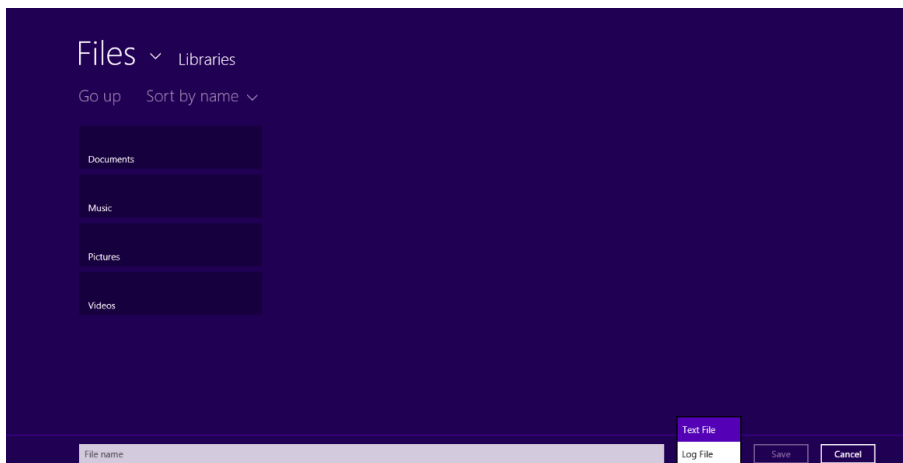 Files Libraries
Go up Sort by name
Documents
Music
Pictures
Videos
Text File
File name Log File Save Cancel